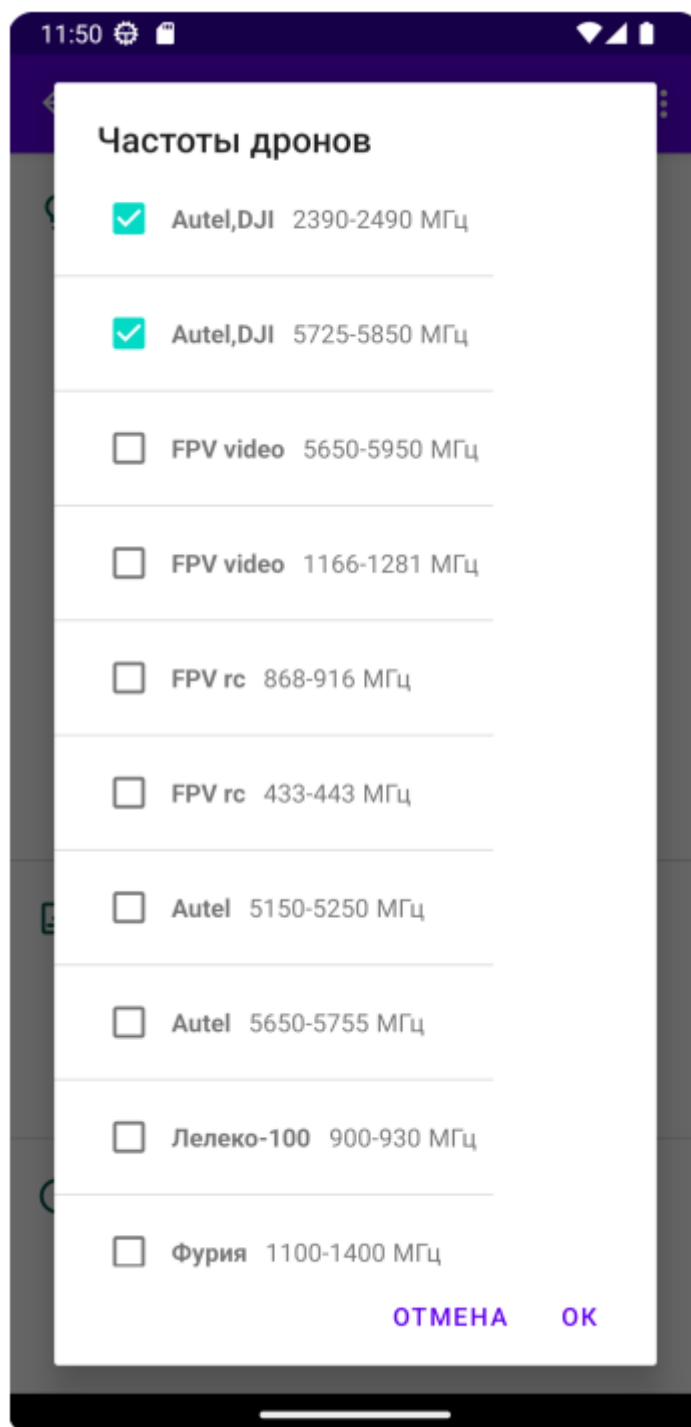 11:50
Частоты дронов
Autel,DJI 2390-2490 МГц
Autel,DJI 5725-5850 МГц
FPV video 5650-5950 МГц
FPV video 1166-1281 МГц
FPV rc 868-916 МГц
FPV rc 433-443 МГц
Autel 5150-5250 МГц
Autel 5650-5755 МГц
Лелеко-100 900-930 МГц
Фурия 1100-1400 МГц
ОТМЕНА ОК